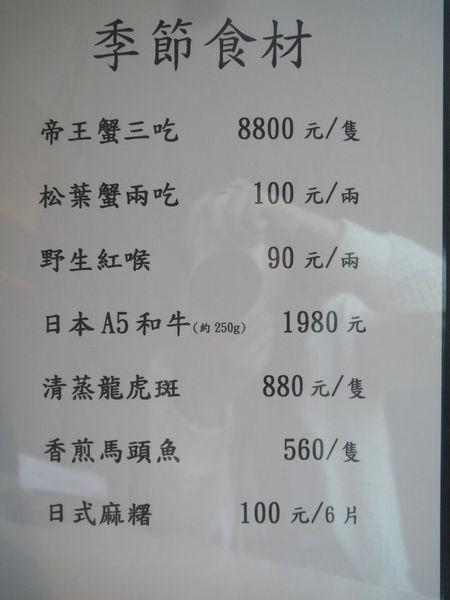 季節食材
帝王蟹三吃 8800 元/隻
松葉蟹兩吃 100 元/兩
野生紅喉 90 元/兩
日本 A5 和牛(約 250g) 1980 元
清蒸龍虎斑 880 元/隻
香煎馬頭魚 560/隻
日式麻糬 100 元/6 片